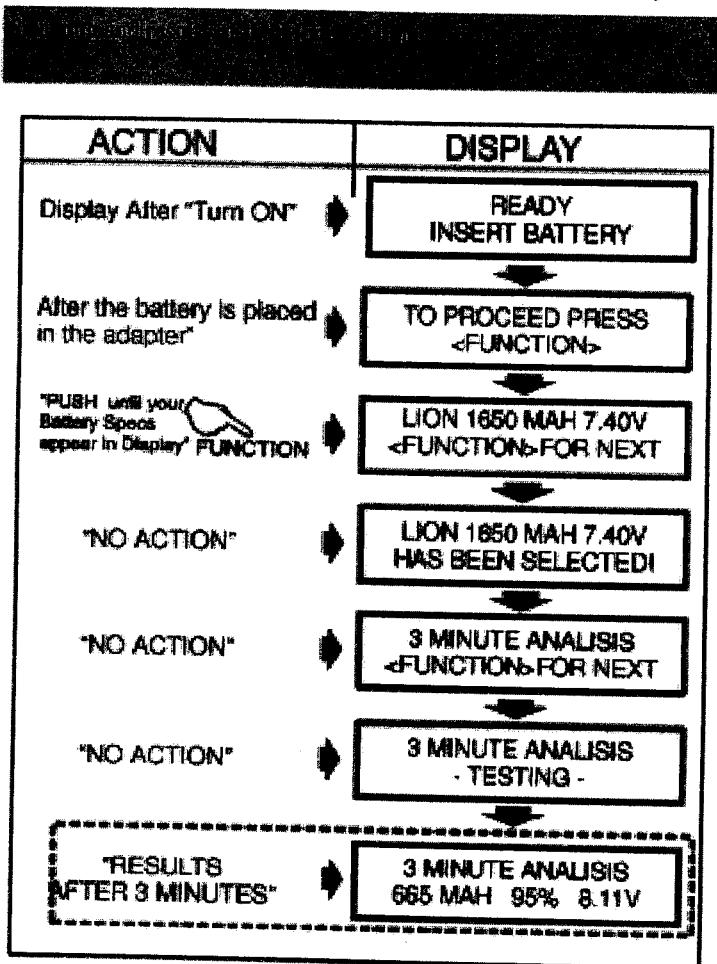 ACTION
DISPLAY
Display After "Turn ON"
READY
INSERT BATTERY
After the battery is placed
in the adapter"
TO PROCEED PRESS
<FUNCTION>
"PUSH until your
Battery Specs
appear in Display" FUNCTION
LION 1650 MAH 7.40V
<FUNCTION>FOR NEXT
"NO ACTION"
LION 1650 MAH 7.40V
HAS BEEN SELECTED!
"NO ACTION"
3 MINUTE ANALISIS
<FUNCTION>FOR NEXT
"NO ACTION"
3 MINUTE ANALISIS
- TESTING -
"RESULTS
AFTER 3 MINUTES"
3 MINUTE ANALISIS
665 MAH 95% 8.11V